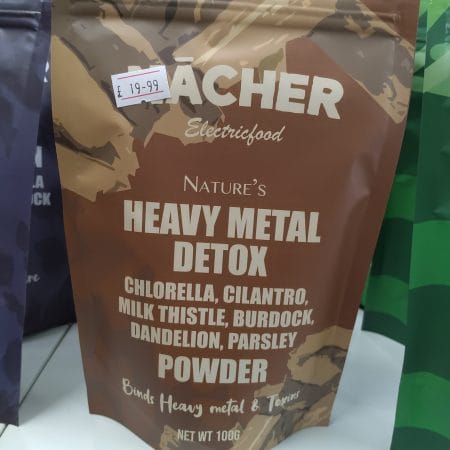 £ 19-99
NĀCHER
Electricfood
NATURE'S
HEAVY METAL
DETOX
CHLORELLA, CILANTRO,
MILK THISTLE, BURDOCK,
DANDELION, PARSLEY
POWDER
Binds Heavy metal & Toxins
NET WT 100G